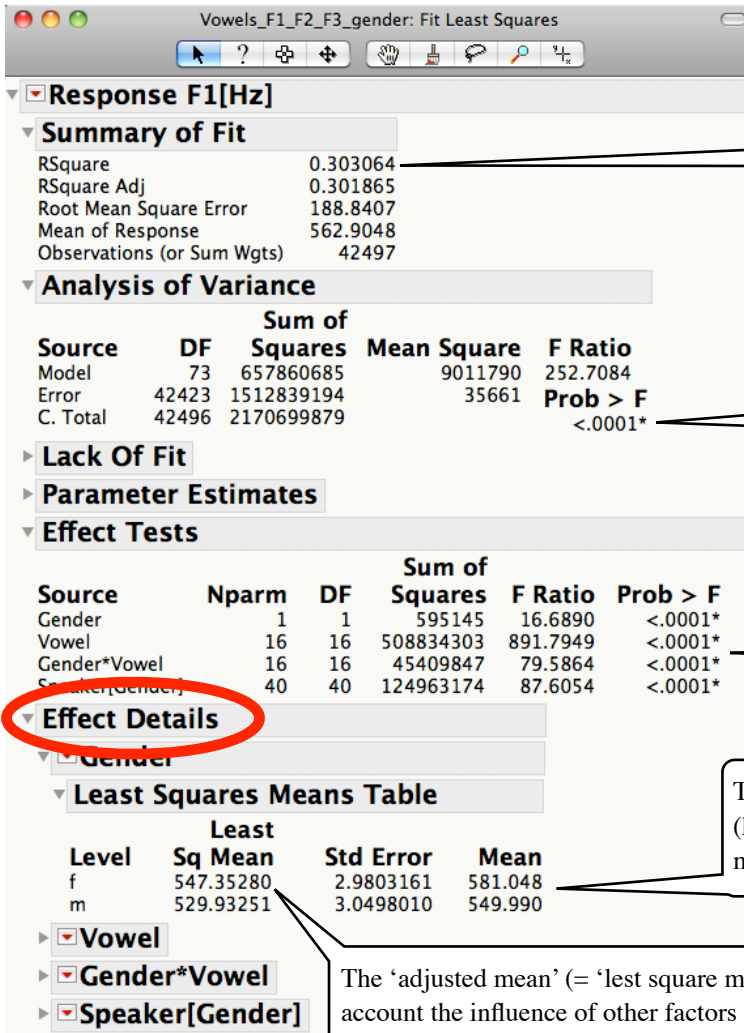 Vowels_F1_F2_F3_gender: Fit Least Squares
Response F1[Hz]
Summary of Fit
RSquare 0.303064
RSquare Adj 0.301865
Root Mean Square Error 188.8407
Mean of Response 562.9048
Observations (or Sum Wgts) 42497
Analysis of Variance
Sum of
Source DF Squares Mean Square F Ratio
Model 73 657860685 9011790 252.7084
Error 42423 1512839194 35661 Prob > F
C. Total 42496 2170699879 <.0001*
Lack Of Fit
Parameter Estimates
Effect Tests
Sum of
Source Nparm DF Squares F Ratio Prob > F
Gender 1 1 595145 16.6890 <.0001*
Vowel 16 16 508834303 891.7949 <.0001*
Gender*Vowel 16 16 45409847 79.5864 <.0001*
Speaker[Gender] 40 40 124963174 87.6054 <.0001*
Effect Details
Gender
Least Squares Means Table
Least
Level Sq Mean Std Error Mean
f 547.35280 2.9803161 581.048
m 529.93251 3.0498010 549.990
Vowel
Gender*Vowel
Speaker[Gender]
The ‘adjusted mean’ (= ‘lest square m
account the influence of other factors